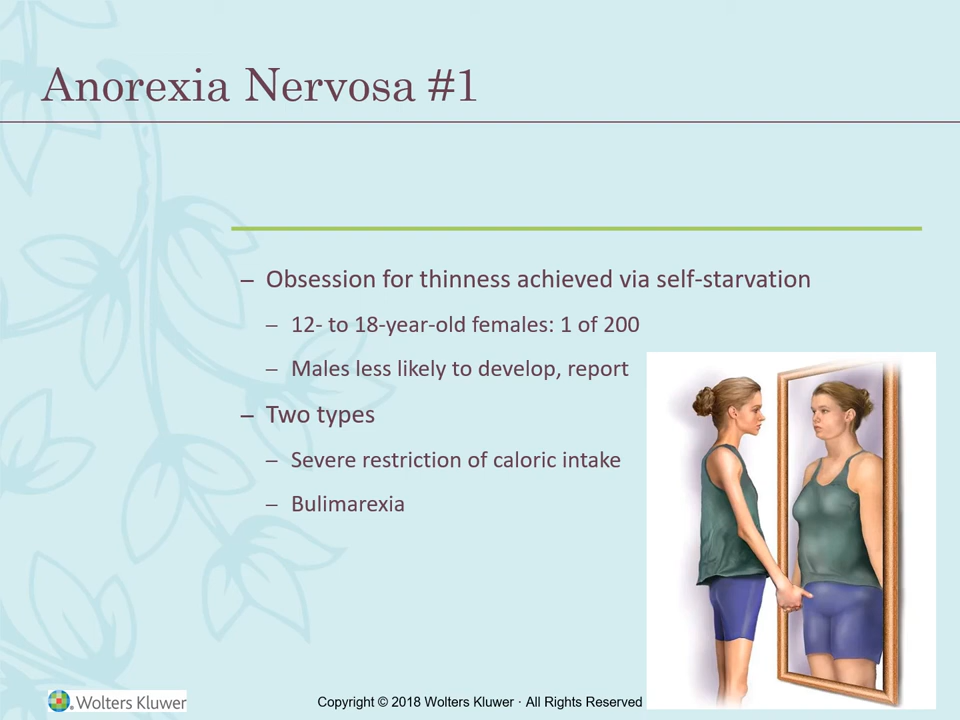 Anorexia Nervosa #1
– Obsession for thinness achieved via self-starvation
– 12- to 18-year-old females: 1 of 200
– Males less likely to develop, report
– Two types
– Severe restriction of caloric intake
– Bulimarexia
Wolters Kluwer
Copyright © 2018 Wolters Kluwer · All Rights Reserved